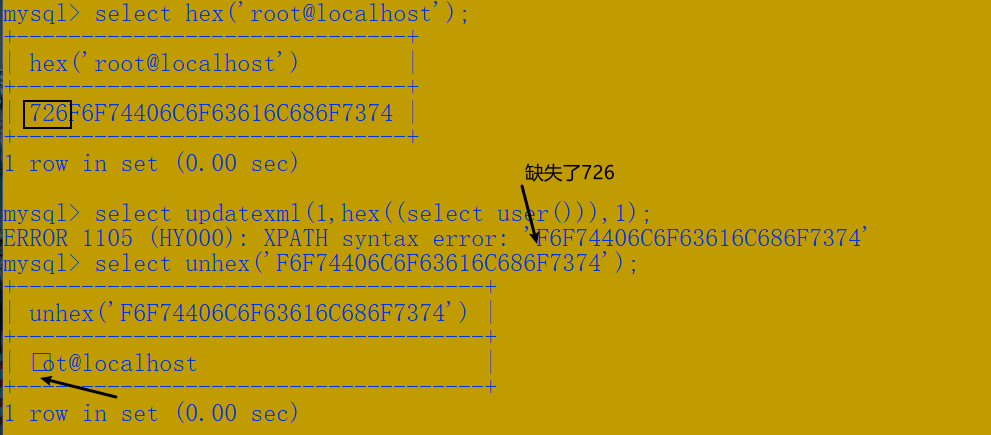 mysql> select hex('root@localhost');
+-------------------------------+
| hex('root@localhost')         |
+-------------------------------+
| 726F6F74406C6F63616C686F7374 |
+-------------------------------+
1 row in set (0.00 sec)
缺失了726
mysql> select updatexml(1,hex((select user())),1);
ERROR 1105 (HY000): XPATH syntax error: 'F6F74406C6F63616C686F7374'
mysql> select unhex('F6F74406C6F63616C686F7374');
+-------------------------------------+
| unhex('F6F74406C6F63616C686F7374') |
+-------------------------------------+
| □ot@localhost                       |
+-------------------------------------+
1 row in set (0.00 sec)